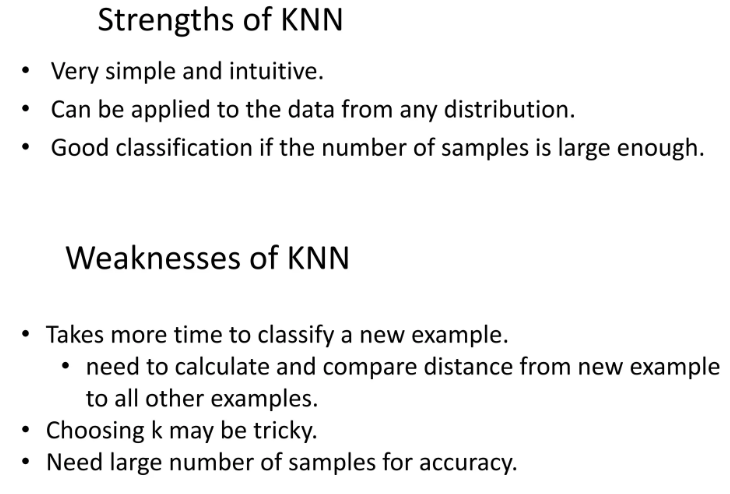 Strengths of KNN
• Very simple and intuitive.
• Can be applied to the data from any distribution.
• Good classification if the number of samples is large enough.
Weaknesses of KNN
• Takes more time to classify a new example.
• need to calculate and compare distance from new example
to all other examples.
• Choosing k may be tricky.
• Need large number of samples for accuracy.